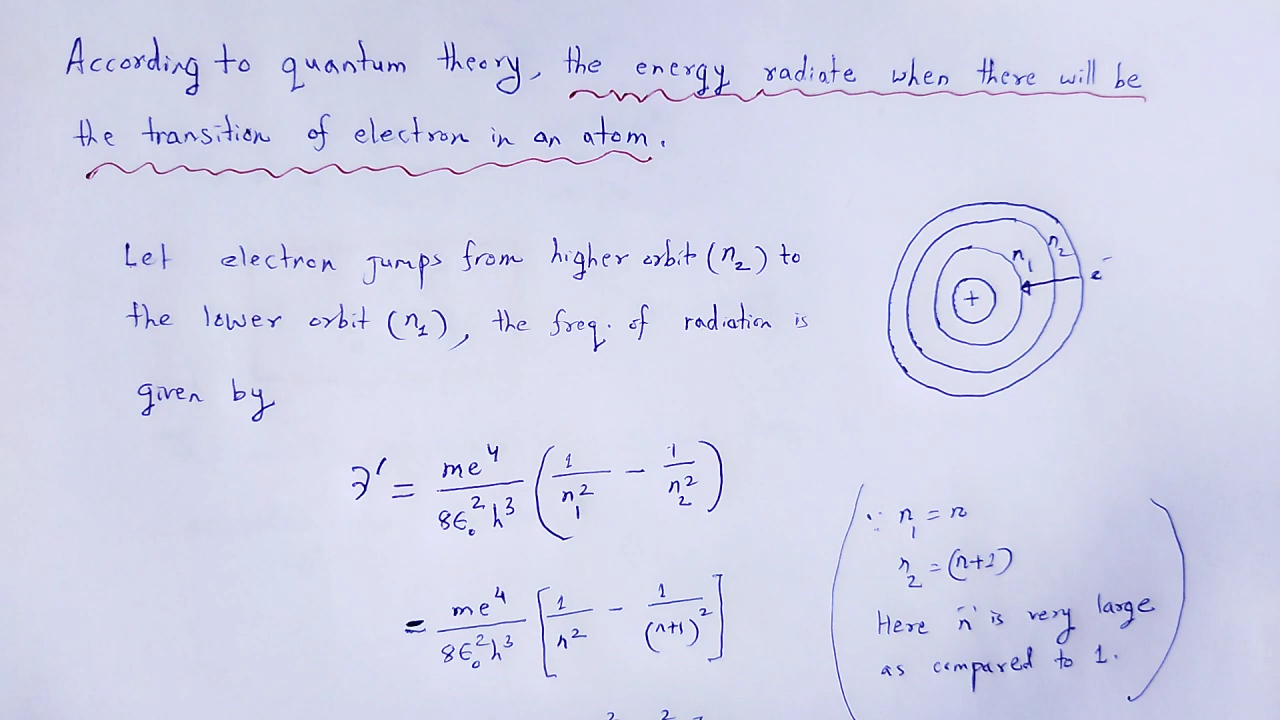 According to quantum theory, the energy radiate when there will be
the transition of electron in an atom.
Let electron jumps from higher orbit (n₂) to
the lower orbit (n₁), the freq. of radiation is
given by
+ n₁ n₂ e⁻
ν' = me⁴/8ϵ₀²h³ (1/n₁² − 1/n₂²)
= me⁴/8ϵ₀²h³ [1/n² − 1/(n+1)²]
(∵ n₁ = n
n₂ = (n+1)
Here 'n' is very large
as compared to 1.)